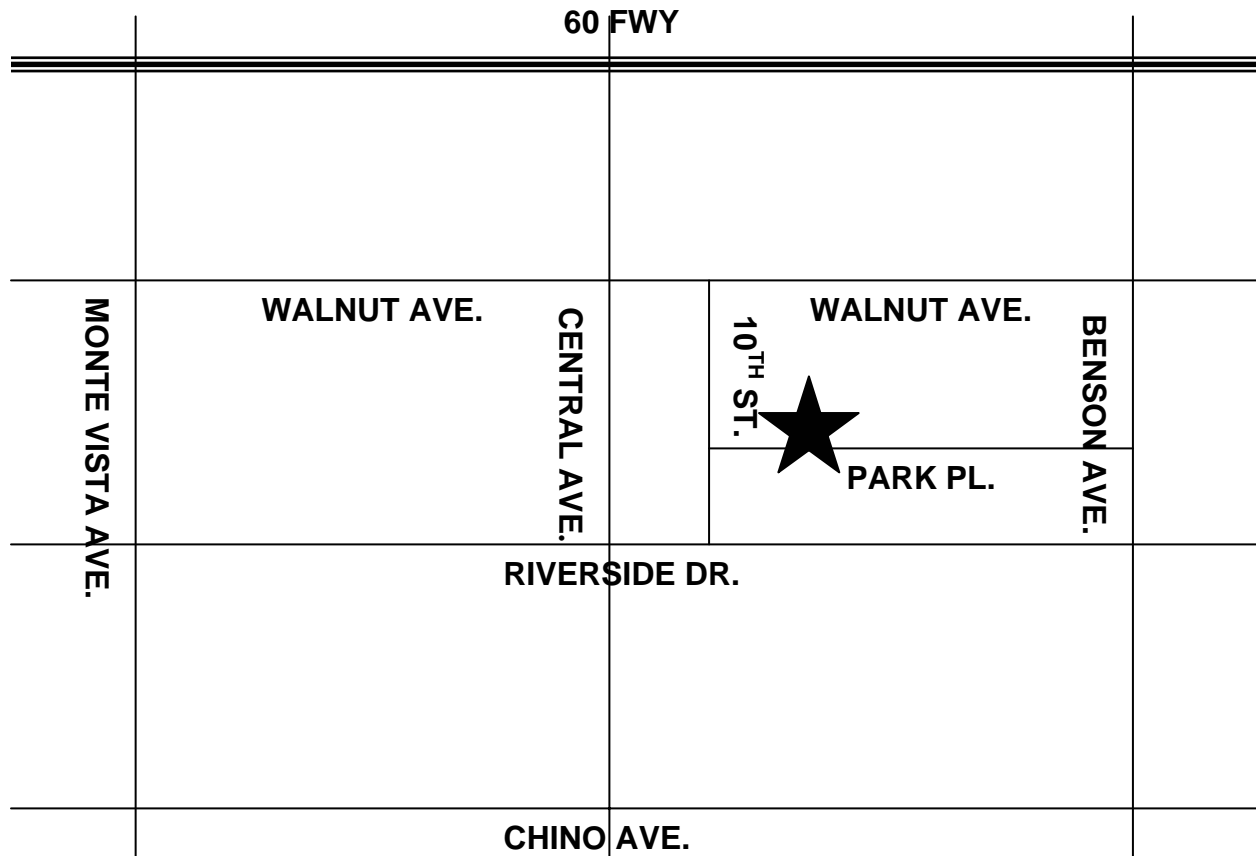 60 FWY
WALNUT AVE.
WALNUT AVE.
MONTE VISTA AVE.
CENTRAL AVE.
10TH ST.
BENSON AVE.
PARK PL.
RIVERSIDE DR.
CHINO AVE.